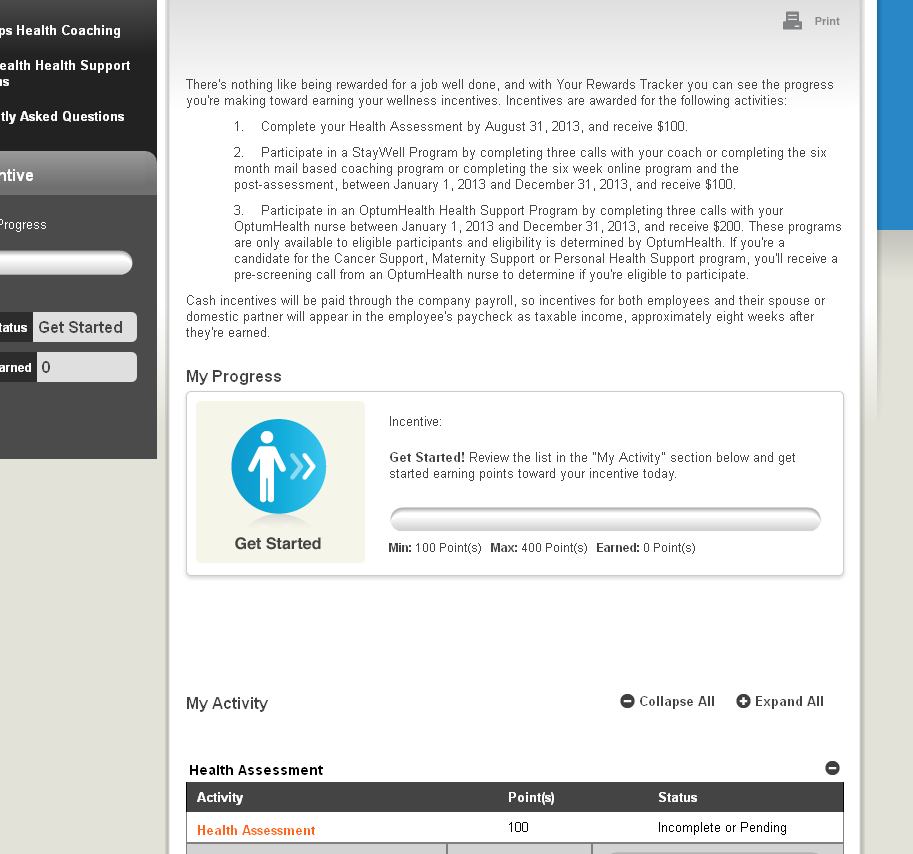 ps Health Coaching
ealth Health Support
ns
tly Asked Questions
ntive
Progress
tatus Get Started
arned 0
Print
There's nothing like being rewarded for a job well done, and with Your Rewards Tracker you can see the progress
you're making toward earning your wellness incentives. Incentives are awarded for the following activities:
1. Complete your Health Assessment by August 31, 2013, and receive $100.
2. Participate in a StayWell Program by completing three calls with your coach or completing the six
month mail based coaching program or completing the six week online program and the
post-assessment, between January 1, 2013 and December 31, 2013, and receive $100.
3. Participate in an OptumHealth Health Support Program by completing three calls with your
OptumHealth nurse between January 1, 2013 and December 31, 2013, and receive $200. These programs
are only available to eligible participants and eligibility is determined by OptumHealth. If you're a
candidate for the Cancer Support, Maternity Support or Personal Health Support program, you'll receive a
pre-screening call from an OptumHealth nurse to determine if you're eligible to participate.
Cash incentives will be paid through the company payroll, so incentives for both employees and their spouse or
domestic partner will appear in the employee's paycheck as taxable income, approximately eight weeks after
they're earned.
My Progress
Get Started
Incentive:
Get Started! Review the list in the "My Activity" section below and get
started earning points toward your incentive today.
Min: 100 Point(s) Max: 400 Point(s) Earned: 0 Point(s)
My Activity
Collapse All Expand All
Health Assessment
Activity Point(s) Status
Health Assessment 100 Incomplete or Pending